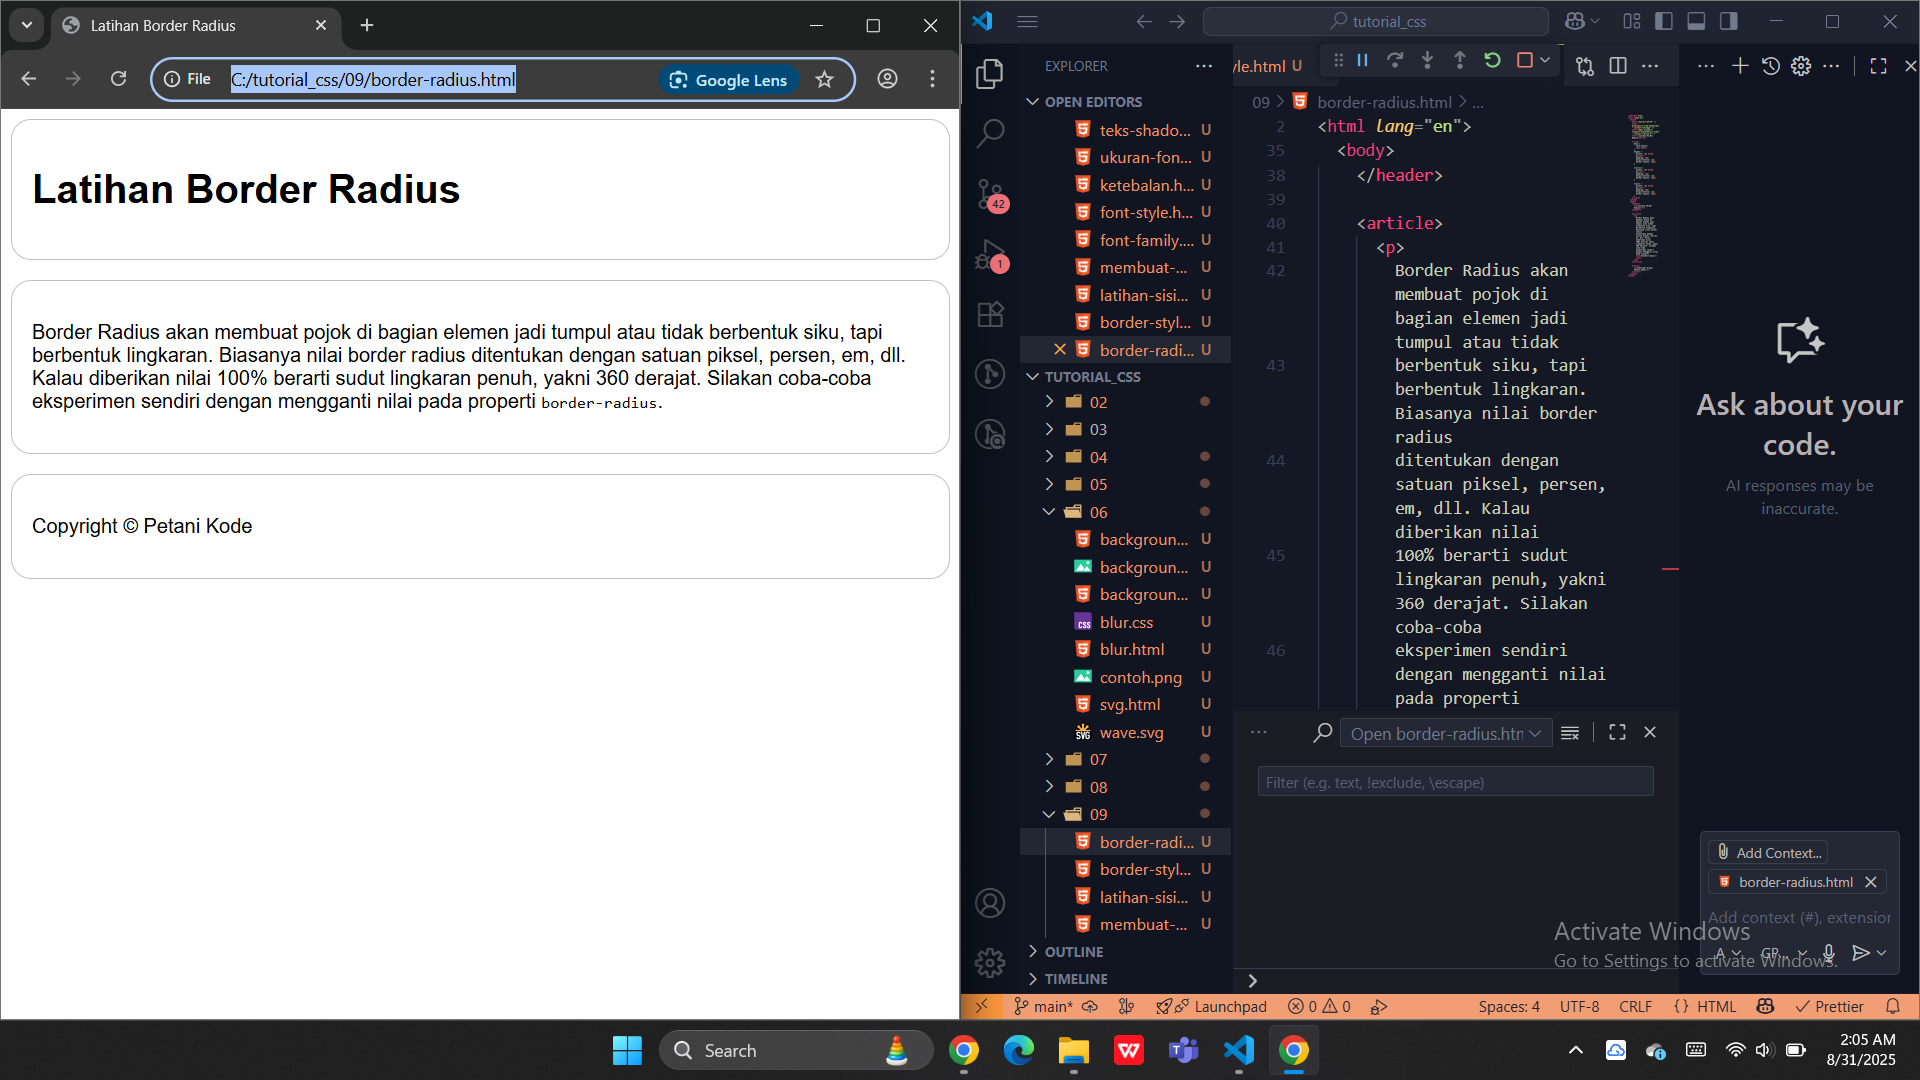 Latihan Border Radius
File
C:/tutorial_css/09/border-radius.html
Google Lens
Latihan Border Radius
Border Radius akan membuat pojok di bagian elemen jadi tumpul atau tidak berbentuk siku, tapi
berbentuk lingkaran. Biasanya nilai border radius ditentukan dengan satuan piksel, persen, em, dll.
Kalau diberikan nilai 100% berarti sudut lingkaran penuh, yakni 360 derajat. Silakan coba-coba
eksperimen sendiri dengan mengganti nilai pada properti border-radius.
Copyright © Petani Kode
tutorial_css
42
1
EXPLORER
OPEN EDITORS
teks-shado... U
ukuran-fon... U
ketebalan.h... U
font-style.h... U
font-family.... U
membuat-... U
latihan-sisi... U
border-styl... U
border-radi... U
TUTORIAL_CSS
02
03
04
05
06
backgroun... U
backgroun... U
backgroun... U
blur.css U
blur.html U
contoh.png U
svg.html U
wave.svg U
07
08
09
border-radi... U
border-styl... U
latihan-sisi... U
membuat-... U
OUTLINE
TIMELINE
yle.html U
09 > border-radius.html > ...
2 <html lang="en">
35 <body>
38 </header>
39
40 <article>
41 <p>
42 Border Radius akan
membuat pojok di
bagian elemen jadi
tumpul atau tidak
43 berbentuk siku, tapi
berbentuk lingkaran.
Biasanya nilai border
radius
44 ditentukan dengan
satuan piksel, persen,
em, dll. Kalau
diberikan nilai
45 100% berarti sudut
lingkaran penuh, yakni
360 derajat. Silakan
coba-coba
46 eksperimen sendiri
dengan mengganti nilai
pada properti
Open border-radius.htn
Filter (e.g. text, !exclude, \escape)
Ask about your
code.
AI responses may be
inaccurate.
Add Context...
border-radius.html
Add context (#), extension
A
GP...
Activate Windows
Go to Settings to activate Windows.
main*
Launchpad
0
0
Spaces: 4
UTF-8
CRLF
{ } HTML
Prettier
Search
2:05 AM
8/31/2025